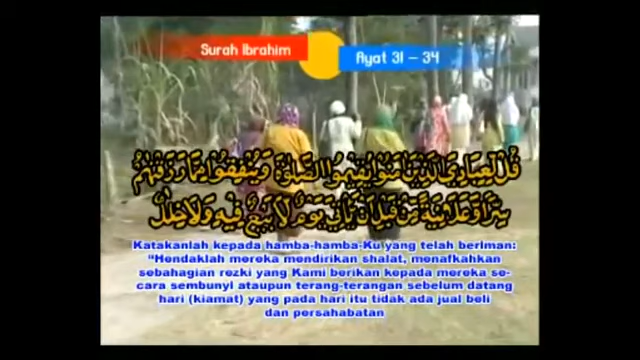 Surah Ibrahim
Ayat 31 – 34
قُلْ لِعِبَادِيَ الَّذِينَ آمَنُوا يُقِيمُوا الصَّلَاةَ وَيُنْفِقُوا مِمَّا رَزَقْنَاهُمْ
سِرًّا وَعَلَانِيَةً مِنْ قَبْلِ أَنْ يَأْتِيَ يَوْمٌ لَا بَيْعٌ فِيهِ وَلَا خِلَالٌ
Katakanlah kepada hamba-hamba-Ku yang telah beriman:
“Hendaklah mereka mendirikan shalat, menafkahkan
sebahagian rezki yang Kami berikan kepada mereka se-
cara sembunyi ataupun terang-terangan sebelum datang
hari (kiamat) yang pada hari itu tidak ada jual beli
dan persahabatan